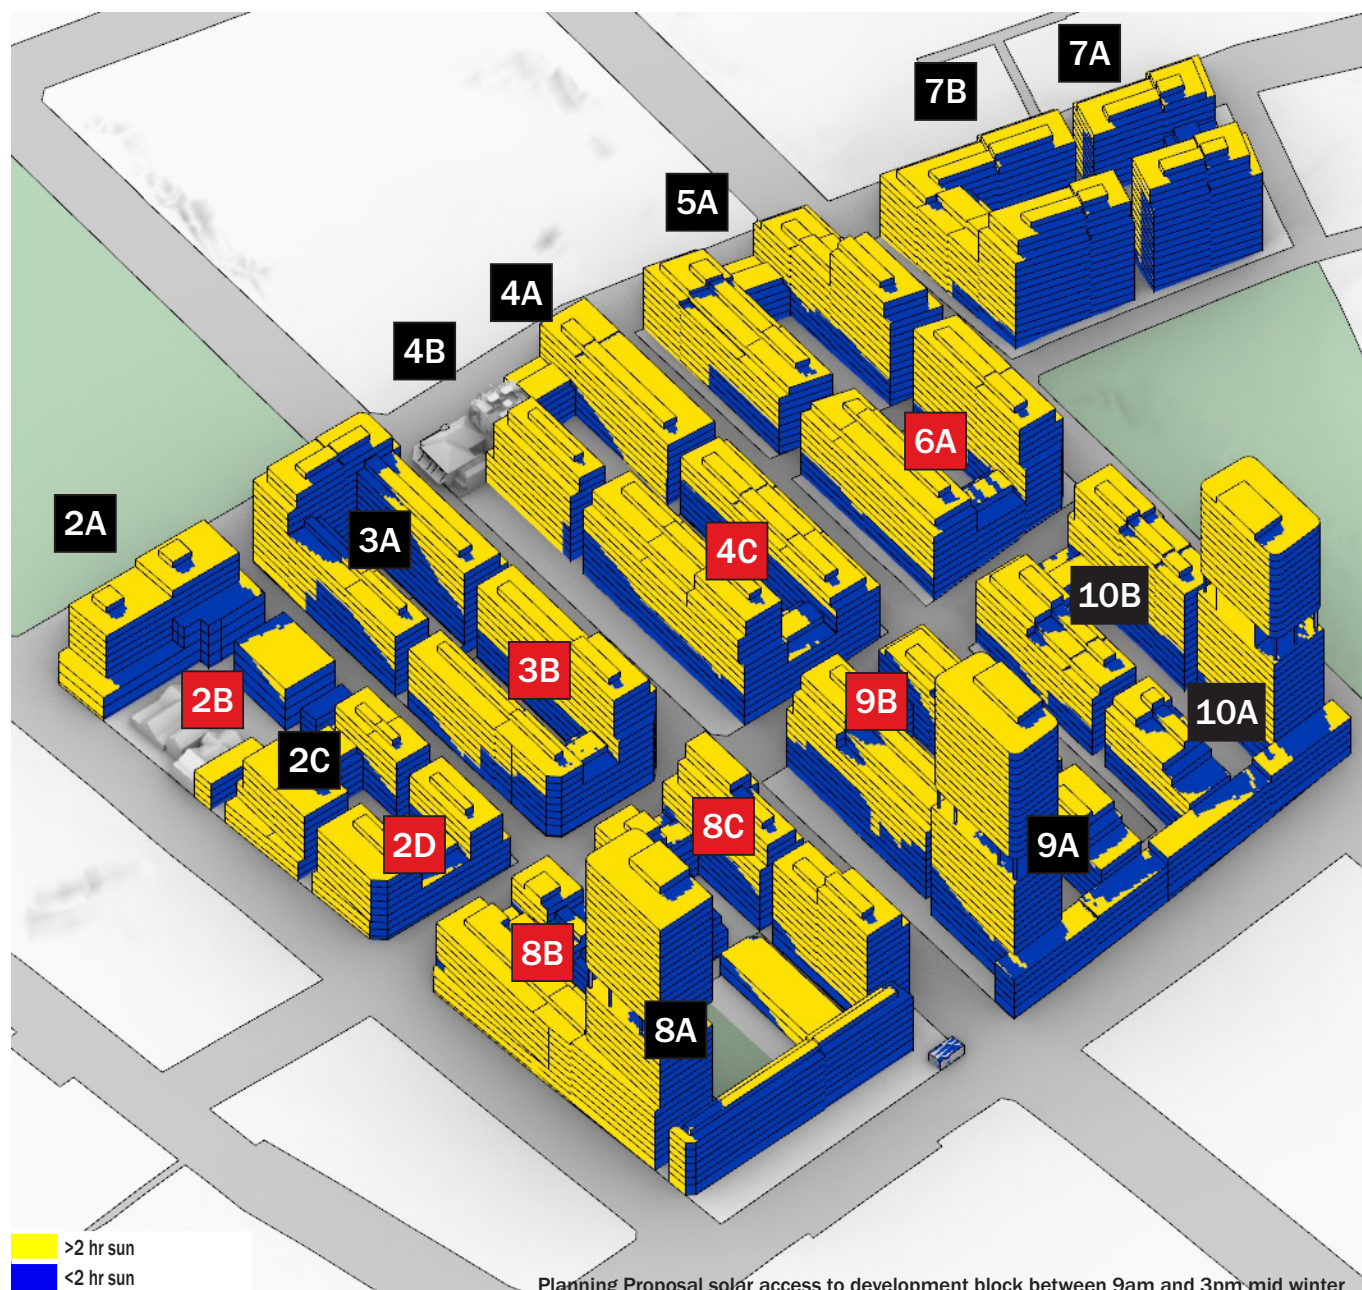 7A
7B
5A
4A
4B
6A
2A
3A
4C
10B
3B
2B
9B
10A
2C
8C
2D
9A
8B
8A
>2 hr sun
<2 hr sun
Planning Proposal solar access to development block between 9am and 3pm mid winter